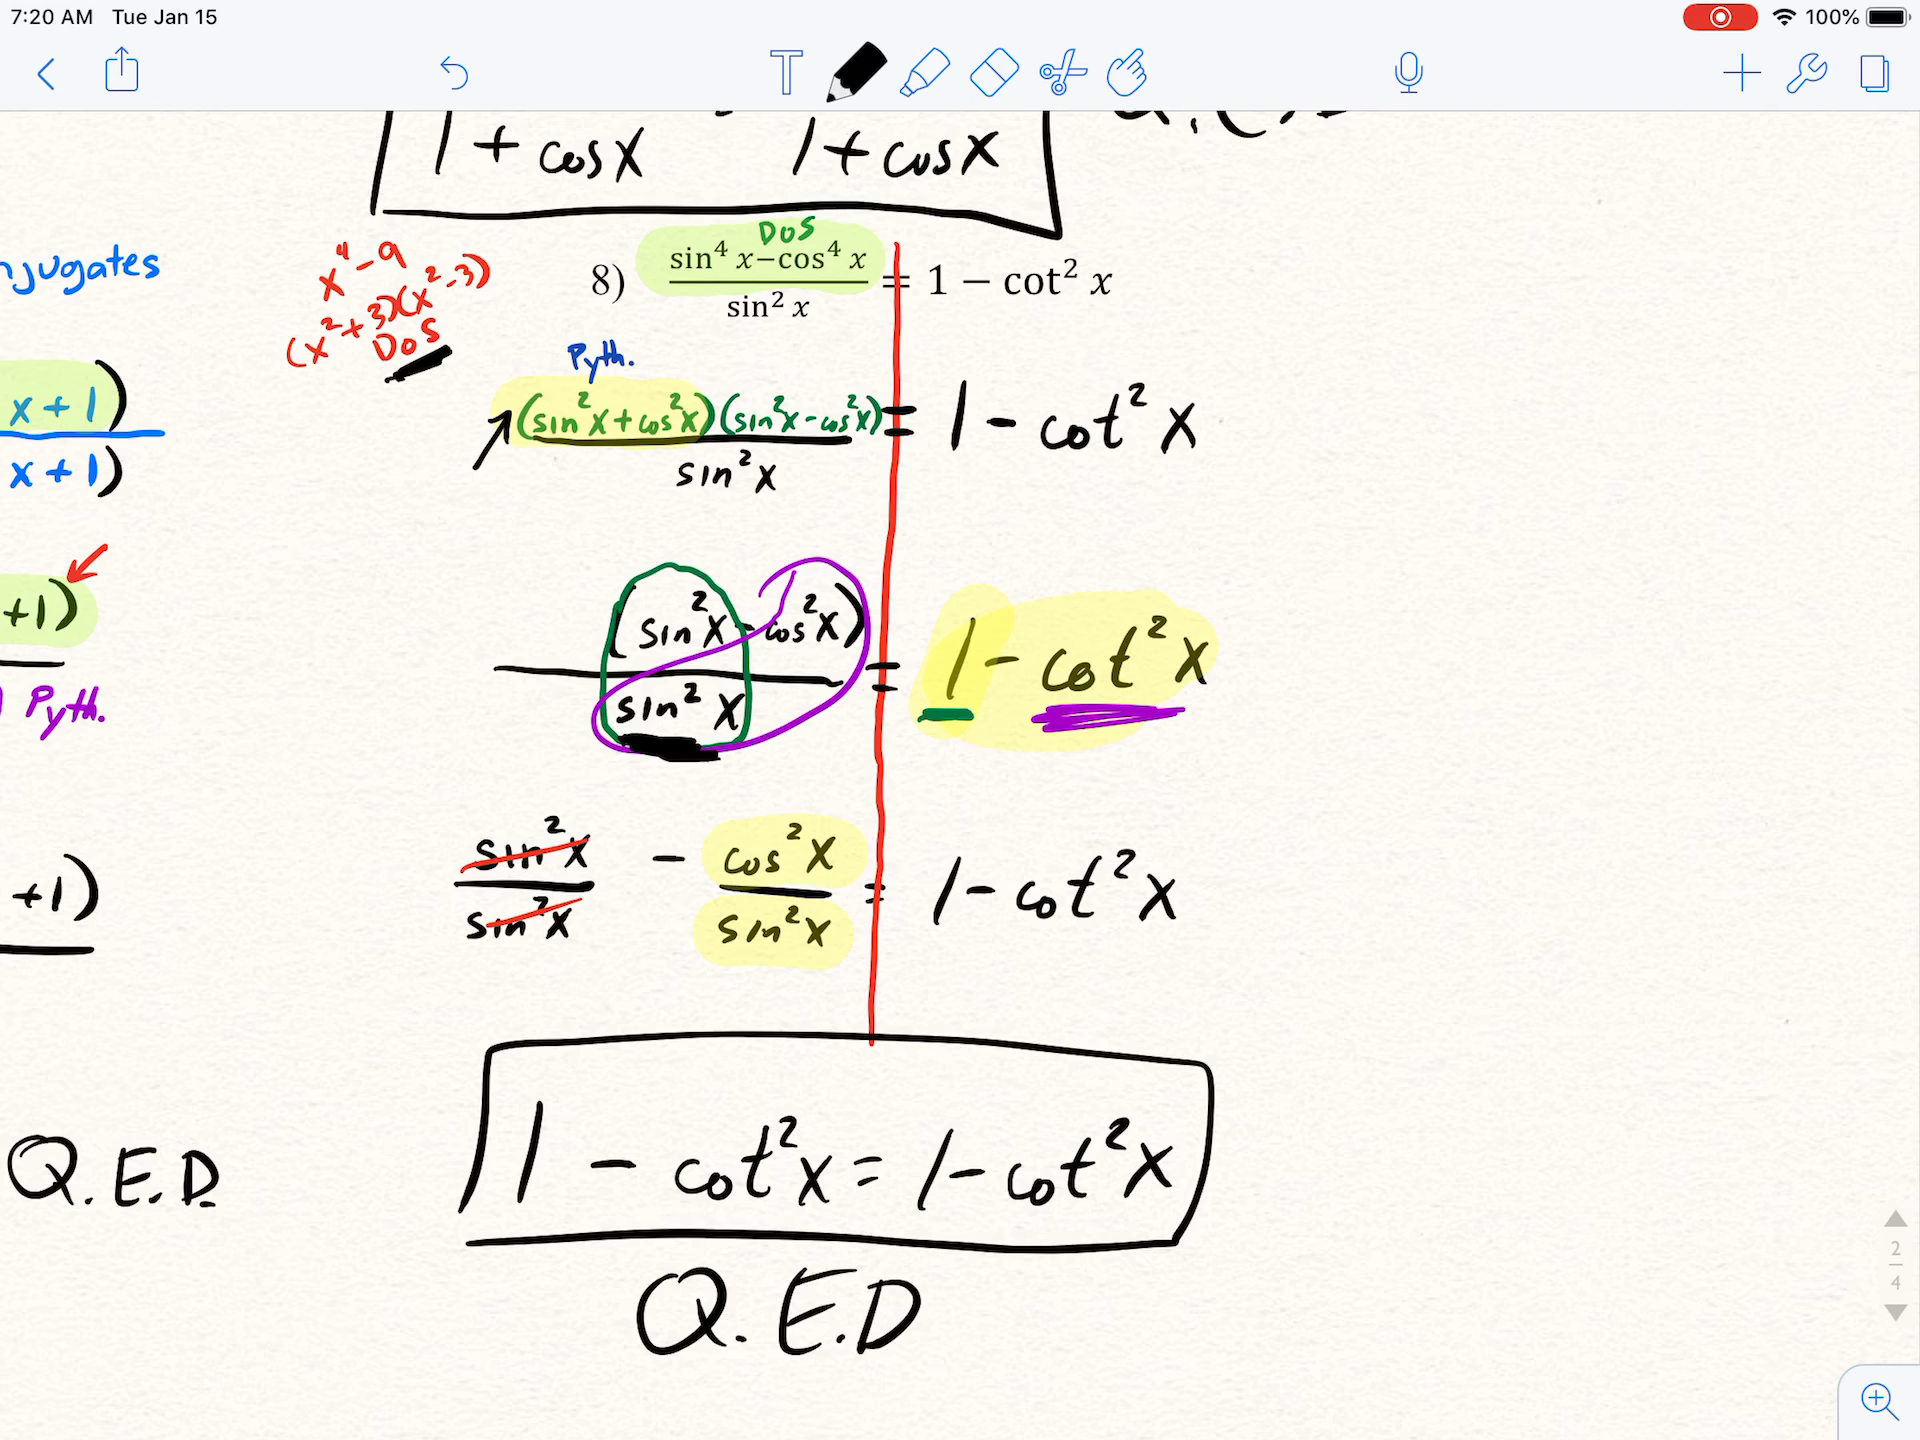 7:20 AM Tue Jan 15
100%
T
1 + cosx 1 + cosx
DOS
8) sin⁴ x−cos⁴ x / sin² x = 1 − cot² x
x⁴ - 9
(x² + 3)(x² - 3)
DOS
njugates
x + 1)
x + 1)
Pyth.
(sin²x + cos²x)(sin²x - cos²x) / sin²x = 1 - cot²x
+1)
Pyth.
(sin²x - cos²x) / sin²x = 1 - cot²x
+1)
sin²x / sin²x - cos²x / sin²x = 1 - cot²x
Q.E.D.
1 - cot²x = 1 - cot²x
Q.E.D
2
4